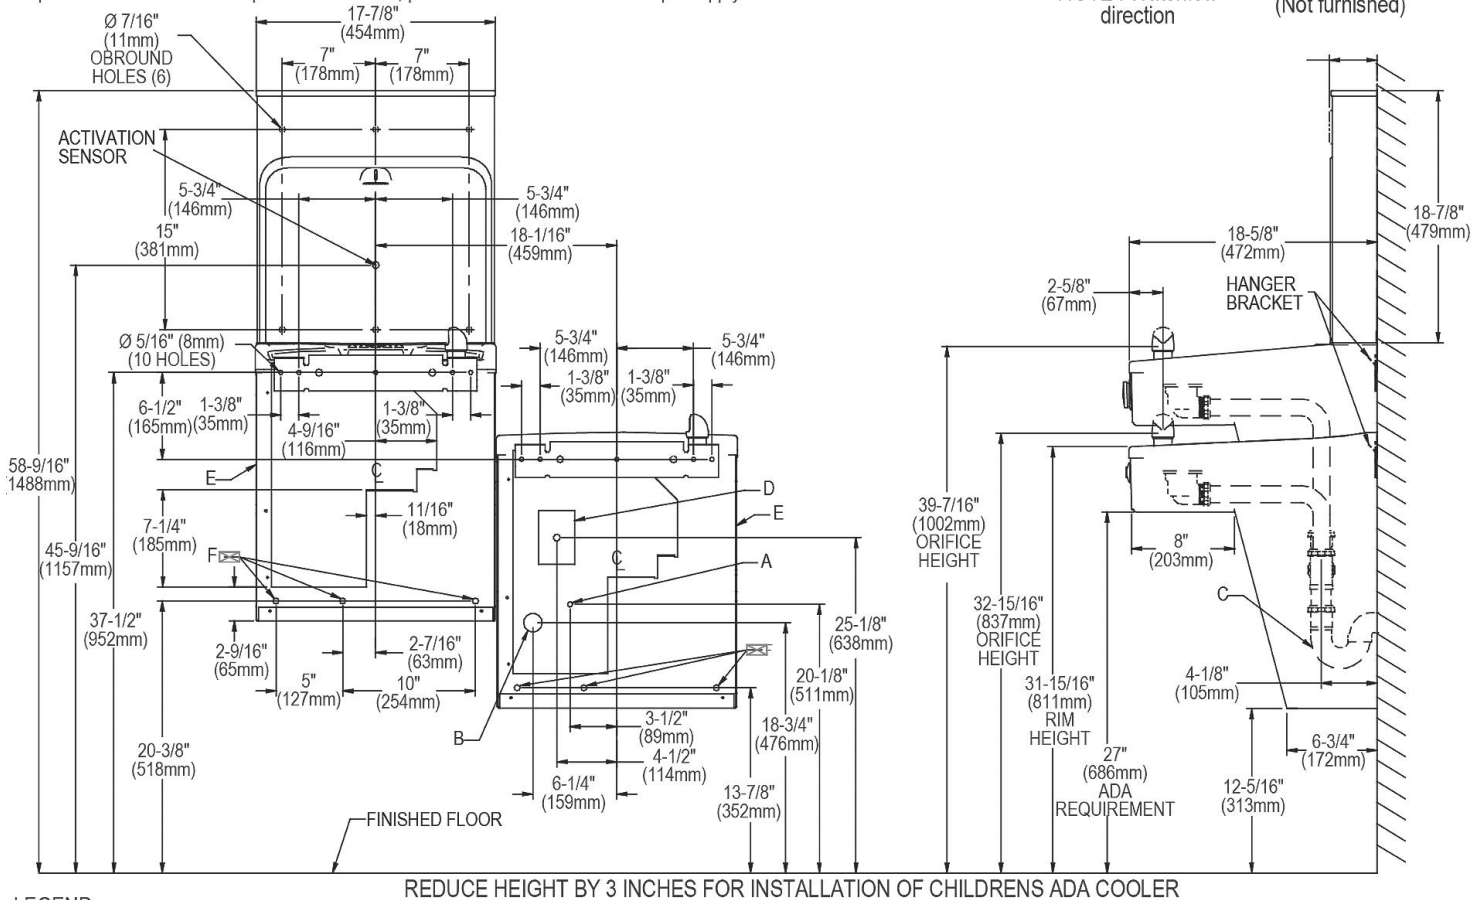 direction
(Not furnished)
17-7/8"
(454mm)
Ø 7/16"
(11mm)
OBROUND
HOLES (6)
7"
(178mm)
7"
(178mm)
ACTIVATION
SENSOR
5-3/4"
(146mm)
5-3/4"
(146mm)
15"
(381mm)
18-1/16"
(459mm)
18-7/8"
(479mm)
18-5/8"
(472mm)
2-5/8"
(67mm)
HANGER
BRACKET
Ø 5/16" (8mm)
(10 HOLES)
5-3/4"
(146mm)
5-3/4"
(146mm)
1-3/8"
(35mm)
1-3/8"
(35mm)
6-1/2"
(165mm)
1-3/8"
(35mm)
1-3/8"
(35mm)
4-9/16"
(116mm)
58-9/16"
(1488mm)
E
C
L
D
E
11/16"
(18mm)
7-1/4"
(185mm)
45-9/16"
(1157mm)
F
C
L
A
39-7/16"
(1002mm)
ORIFICE
HEIGHT
8"
(203mm)
C
32-15/16"
(837mm)
ORIFICE
HEIGHT
37-1/2"
(952mm)
25-1/8"
(638mm)
2-9/16"
(65mm)
2-7/16"
(63mm)
F
20-1/8"
(511mm)
5"
(127mm)
10"
(254mm)
4-1/8"
(105mm)
31-15/16"
(811mm)
RIM
HEIGHT
B
3-1/2"
(89mm)
18-3/4"
(476mm)
20-3/8"
(518mm)
4-1/2"
(114mm)
6-3/4"
(172mm)
27"
(686mm)
ADA
REQUIREMENT
6-1/4"
(159mm)
13-7/8"
(352mm)
12-5/16"
(313mm)
FINISHED FLOOR
REDUCE HEIGHT BY 3 INCHES FOR INSTALLATION OF CHILDRENS ADA COOLER
LEGEND